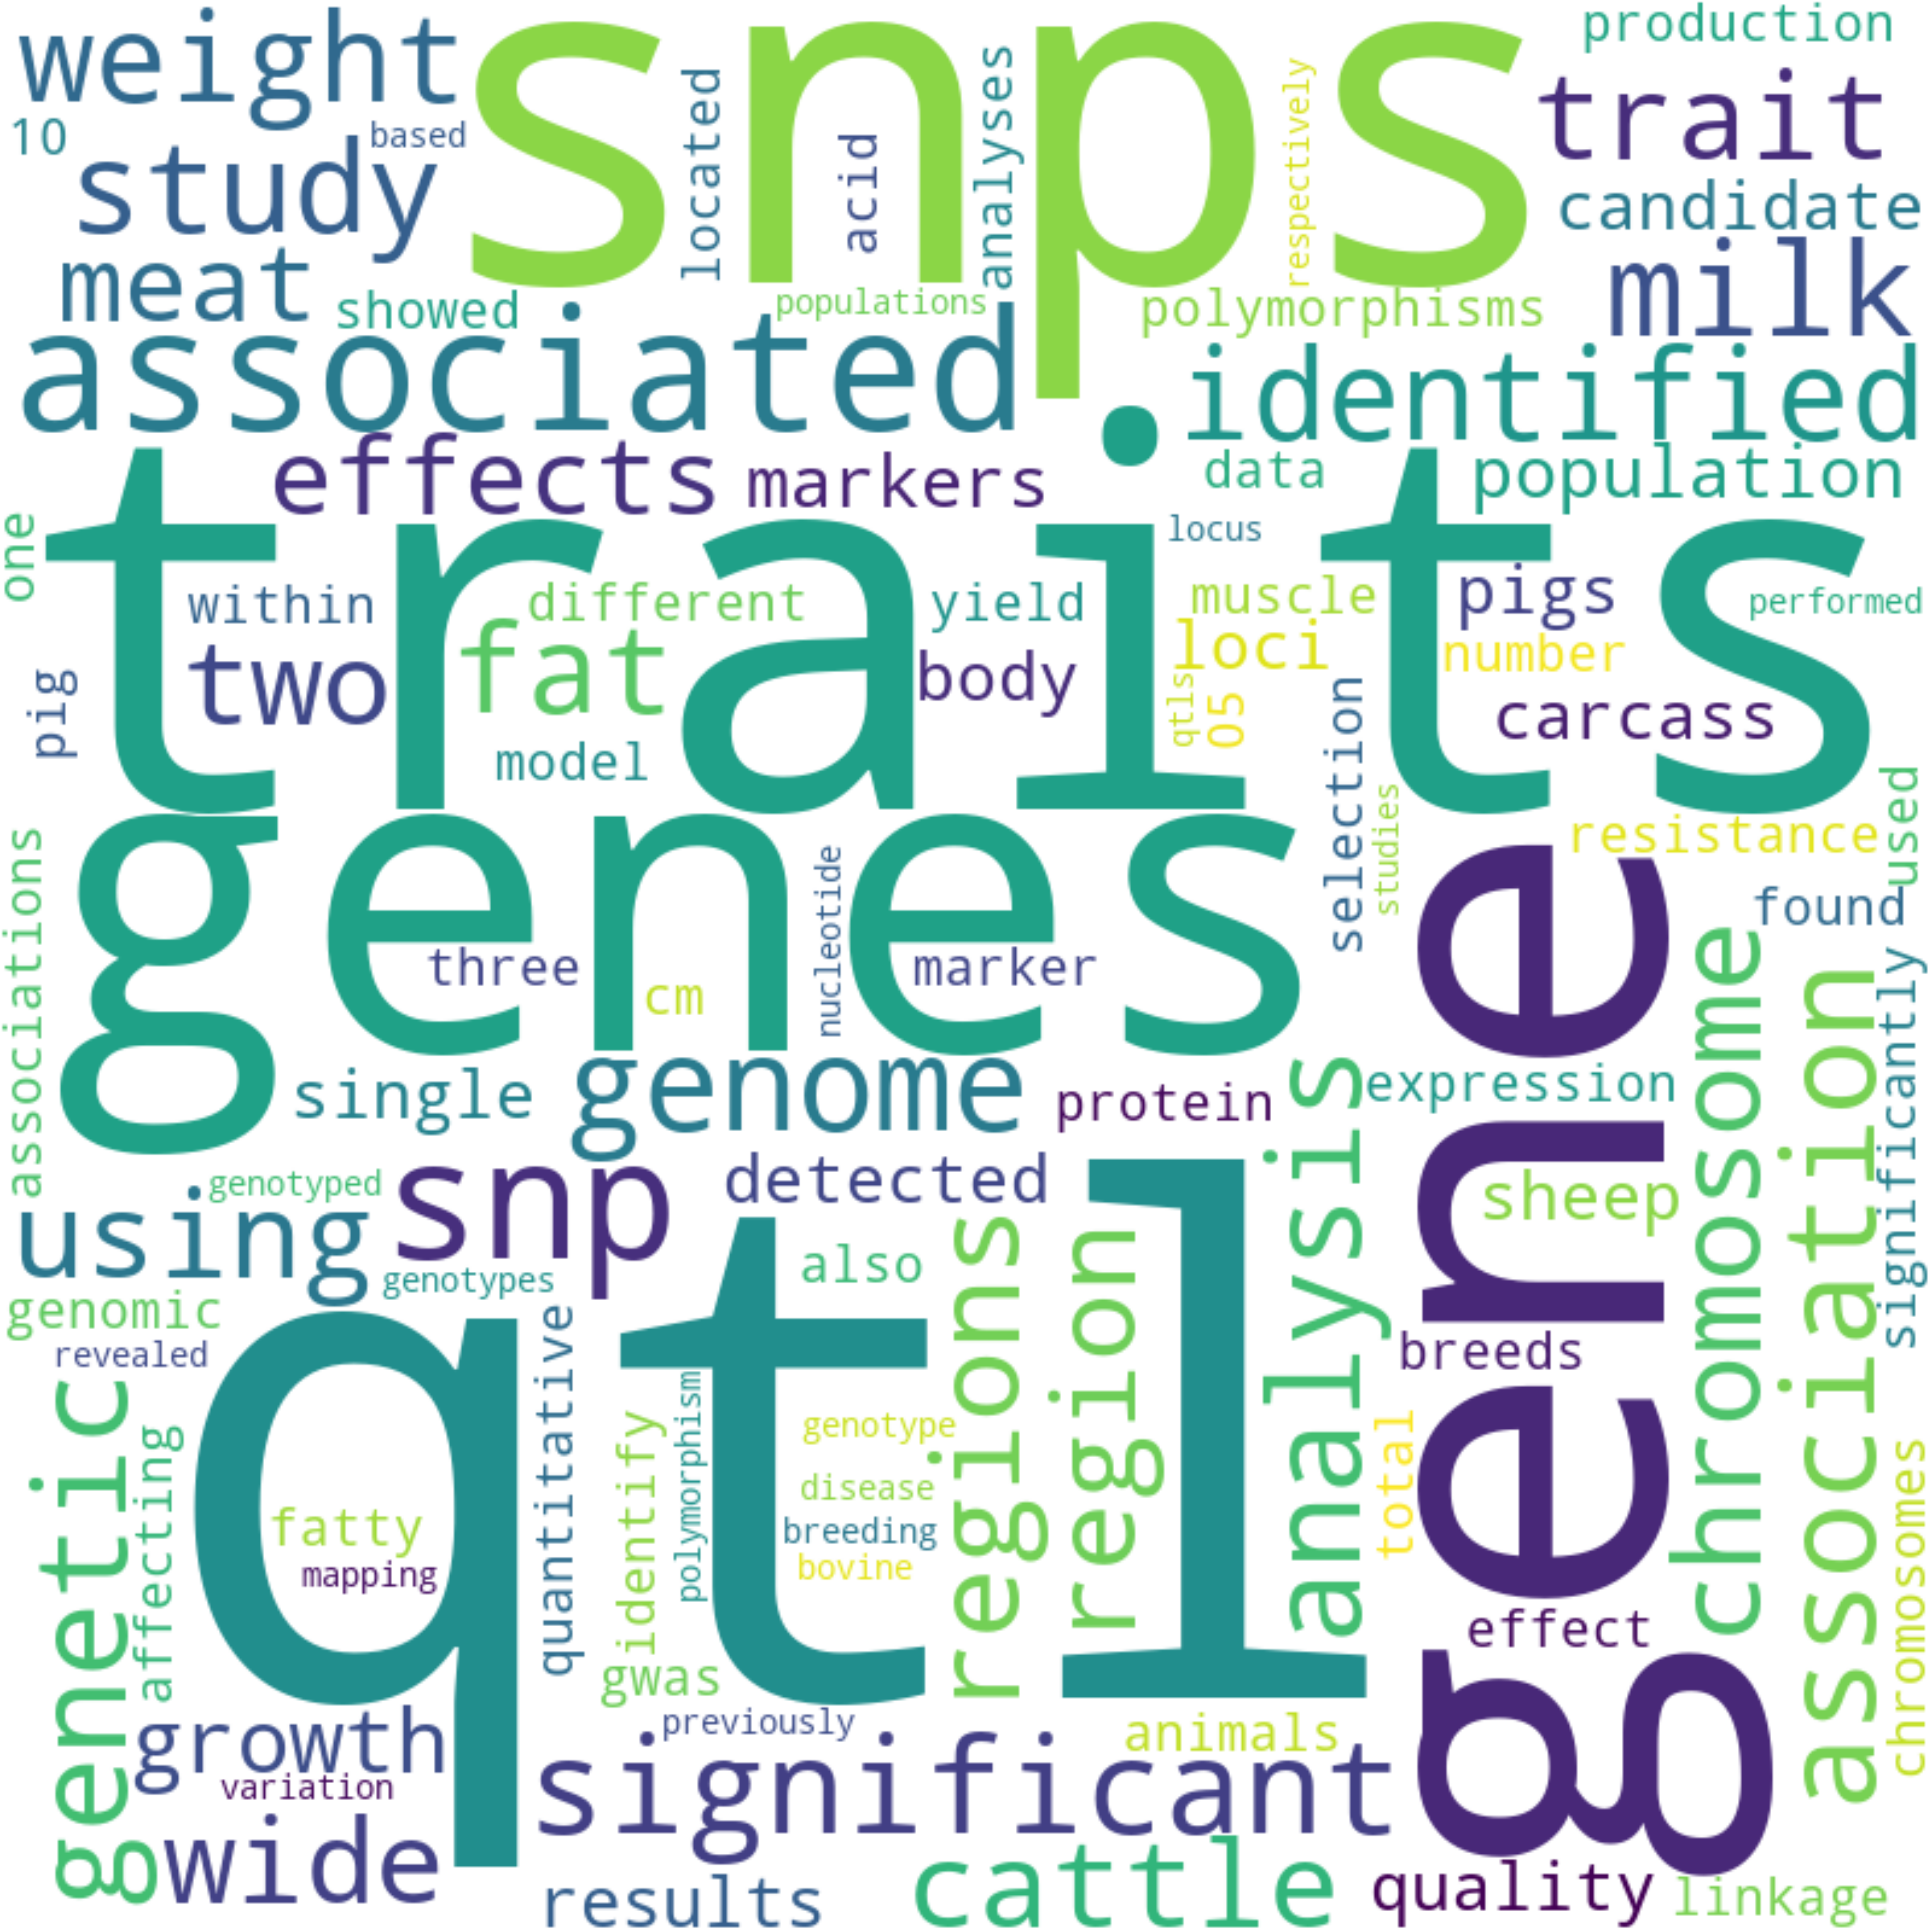 weight
snps
production
10
based
located
acid
analyses
respectively
trait
study
candidate
meat
showed
populations
polymorphisms
milk
associated
identified
effects
markers
data
population
one
traits
locus
within
different
yield
muscle
pigs
performed
two
fat
body
loci
number
pig
model
qtls
05
selection
carcass
studies
used
genes
resistance
associations
three
cm
nucleotide
marker
found
gene
chromosome
association
significantly
single
genome
protein
analysis
expression
genotyped
snp
detected
sheep
using
genotypes
also
regions
region
genomic
revealed
qtl
quantitative
breeds
genetic
affecting
identify
polymorphism
genotype
total
disease
chromosomes
fatty
breeding
mapping
bovine
effect
gwas
growth
previously
animals
variation
significant
wide
results
cattle
quality
linkage